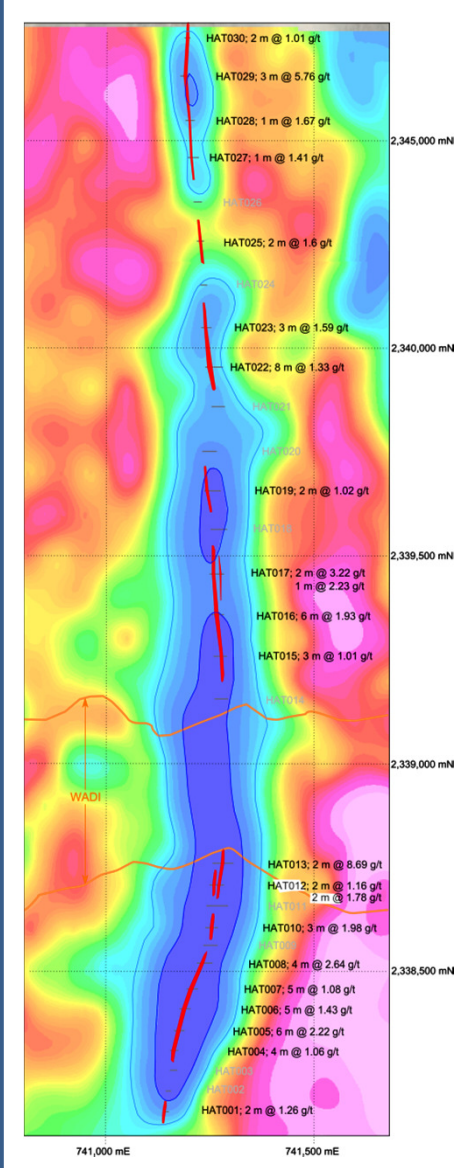 HAT030; 2 m @ 1.01 g/t
HAT029; 3 m @ 5.76 g/t
HAT028; 1 m @ 1.67 g/t
2,345,000 mN
HAT027; 1 m @ 1.41 g/t
HAT026
HAT025; 2 m @ 1.6 g/t
HAT024
HAT023; 3 m @ 1.59 g/t
2,340,000 mN
HAT022; 8 m @ 1.33 g/t
HAT021
HAT020
HAT019; 2 m @ 1.02 g/t
HAT018
2,339,500 mN
HAT017; 2 m @ 3.22 g/t
1 m @ 2.23 g/t
HAT016; 6 m @ 1.93 g/t
HAT015; 3 m @ 1.01 g/t
HAT014
2,339,000 mN
WADI
HAT013; 2 m @ 8.69 g/t
HAT012; 2 m @ 1.16 g/t
2 m @ 1.78 g/t
HAT011
HAT010; 3 m @ 1.98 g/t
HAT009
HAT008; 4 m @ 2.64 g/t
2,338,500 mN
HAT007; 5 m @ 1.08 g/t
HAT006; 5 m @ 1.43 g/t
HAT005; 6 m @ 2.22 g/t
HAT004; 4 m @ 1.06 g/t
HAT003
HAT002
HAT001; 2 m @ 1.26 g/t
741,000 mE
741,500 mE